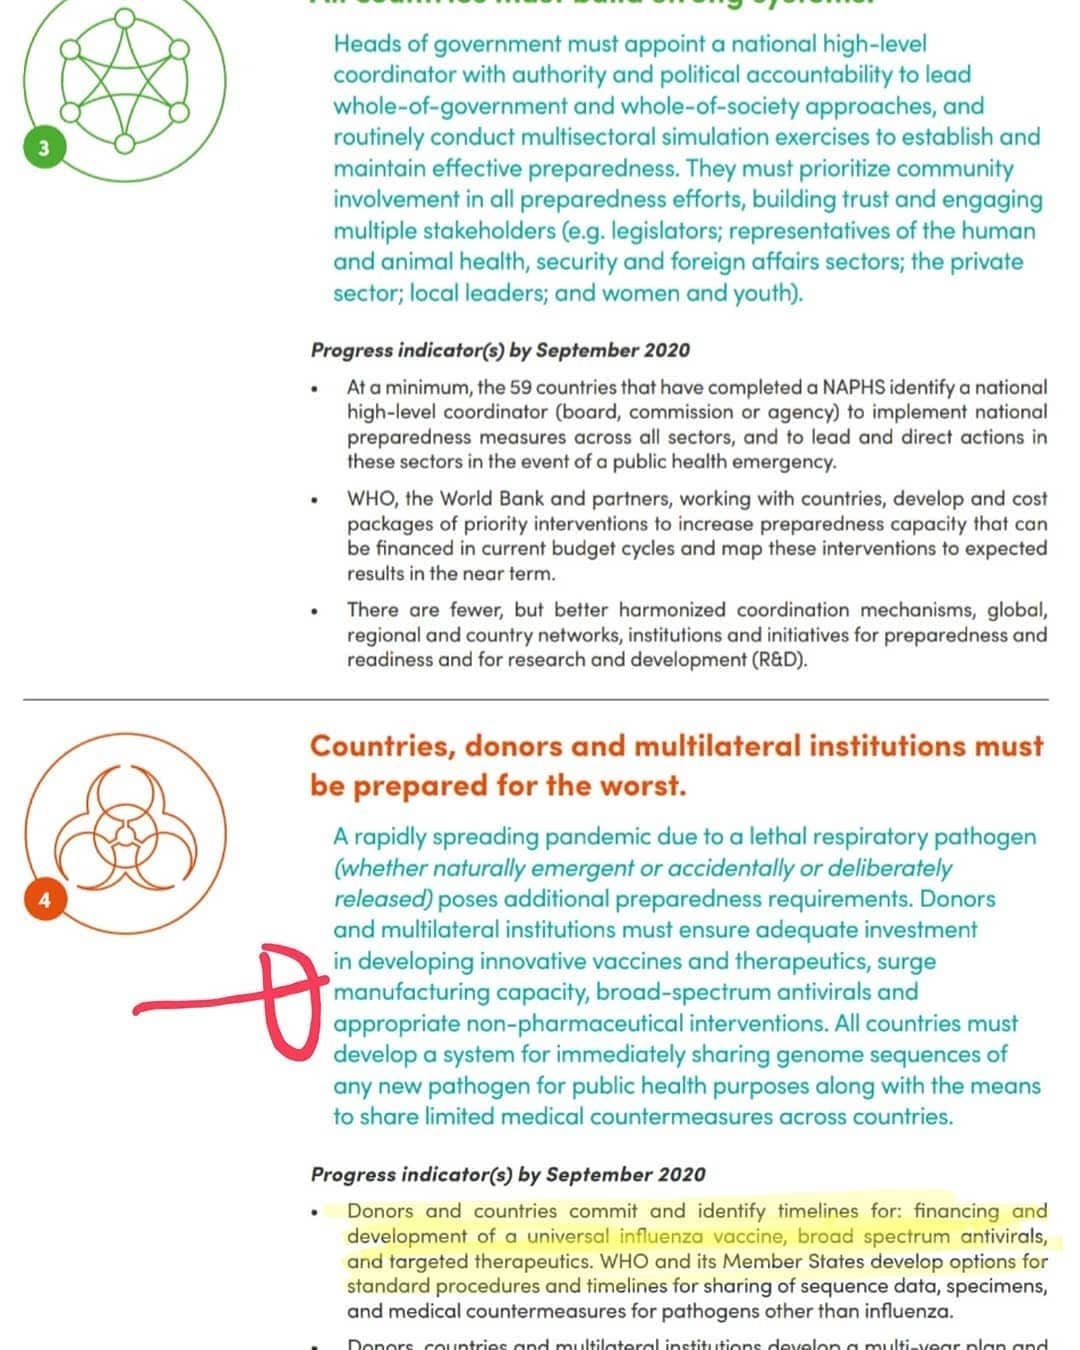 All countries must build strong systems.
Heads of government must appoint a national high-level
coordinator with authority and political accountability to lead
whole-of-government and whole-of-society approaches, and
routinely conduct multisectoral simulation exercises to establish and
maintain effective preparedness. They must prioritize community
involvement in all preparedness efforts, building trust and engaging
multiple stakeholders (e.g. legislators; representatives of the human
and animal health, security and foreign affairs sectors; the private
sector; local leaders; and women and youth).
3
Progress indicator(s) by September 2020
• At a minimum, the 59 countries that have completed a NAPHS identify a national
high-level coordinator (board, commission or agency) to implement national
preparedness measures across all sectors, and to lead and direct actions in
these sectors in the event of a public health emergency.
• WHO, the World Bank and partners, working with countries, develop and cost
packages of priority interventions to increase preparedness capacity that can
be financed in current budget cycles and map these interventions to expected
results in the near term.
• There are fewer, but better harmonized coordination mechanisms, global,
regional and country networks, institutions and initiatives for preparedness and
readiness and for research and development (R&D).
Countries, donors and multilateral institutions must
be prepared for the worst.
A rapidly spreading pandemic due to a lethal respiratory pathogen
(whether naturally emergent or accidentally or deliberately
released) poses additional preparedness requirements. Donors
and multilateral institutions must ensure adequate investment
in developing innovative vaccines and therapeutics, surge
manufacturing capacity, broad-spectrum antivirals and
appropriate non-pharmaceutical interventions. All countries must
develop a system for immediately sharing genome sequences of
any new pathogen for public health purposes along with the means
to share limited medical countermeasures across countries.
4
Progress indicator(s) by September 2020
• Donors and countries commit and identify timelines for: financing and
development of a universal influenza vaccine, broad spectrum antivirals,
and targeted therapeutics. WHO and its Member States develop options for
standard procedures and timelines for sharing of sequence data, specimens,
and medical countermeasures for pathogens other than influenza.
• Donors, countries and multilateral institutions develop a multi-year plan and